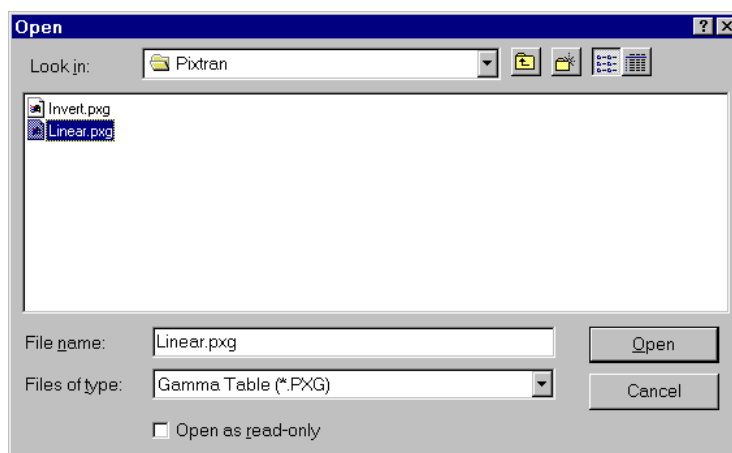 Open
Look in: Pixtran
Invert.pxg
Linear.pxg
File name: Linear.pxg Open
Files of type: Gamma Table (*.PXG) Cancel
Open as read-only